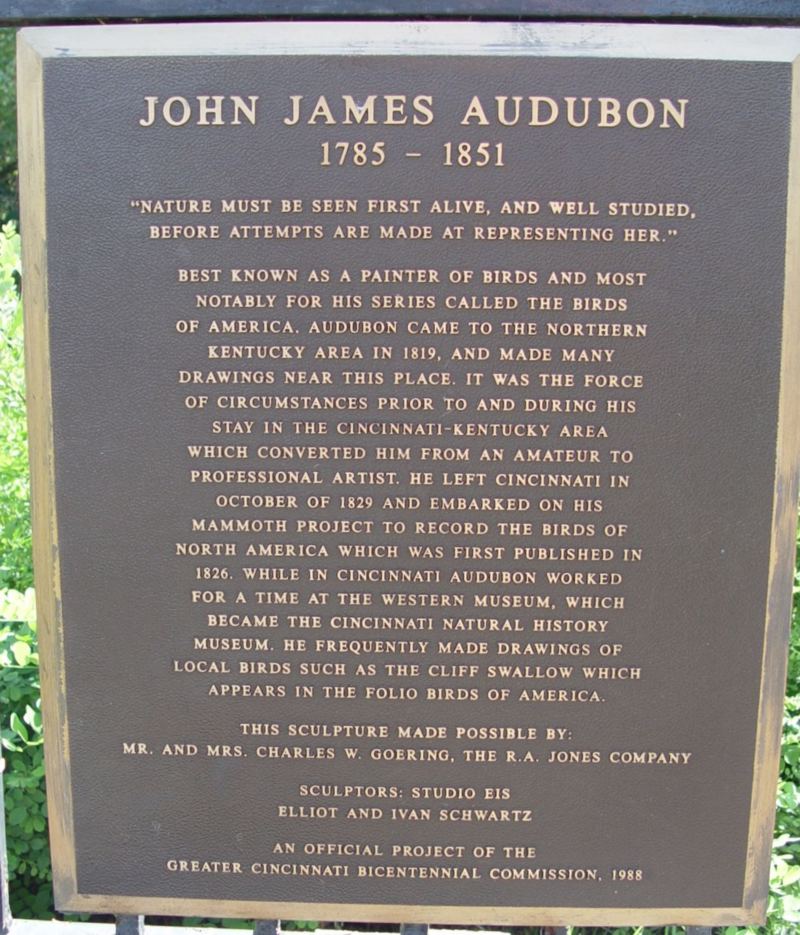 JOHN JAMES AUDUBON
1785 – 1851
"NATURE MUST BE SEEN FIRST ALIVE, AND WELL STUDIED,
BEFORE ATTEMPTS ARE MADE AT REPRESENTING HER."
BEST KNOWN AS A PAINTER OF BIRDS AND MOST
NOTABLY FOR HIS SERIES CALLED THE BIRDS
OF AMERICA. AUDUBON CAME TO THE NORTHERN
KENTUCKY AREA IN 1819, AND MADE MANY
DRAWINGS NEAR THIS PLACE. IT WAS THE FORCE
OF CIRCUMSTANCES PRIOR TO AND DURING HIS
STAY IN THE CINCINNATI-KENTUCKY AREA
WHICH CONVERTED HIM FROM AN AMATEUR TO
PROFESSIONAL ARTIST. HE LEFT CINCINNATI IN
OCTOBER OF 1829 AND EMBARKED ON HIS
MAMMOTH PROJECT TO RECORD THE BIRDS OF
NORTH AMERICA WHICH WAS FIRST PUBLISHED IN
1826. WHILE IN CINCINNATI AUDUBON WORKED
FOR A TIME AT THE WESTERN MUSEUM, WHICH
BECAME THE CINCINNATI NATURAL HISTORY
MUSEUM. HE FREQUENTLY MADE DRAWINGS OF
LOCAL BIRDS SUCH AS THE CLIFF SWALLOW WHICH
APPEARS IN THE FOLIO BIRDS OF AMERICA.
THIS SCULPTURE MADE POSSIBLE BY:
MR. AND MRS. CHARLES W. GOERING, THE R.A. JONES COMPANY
SCULPTORS: STUDIO EIS
ELLIOT AND IVAN SCHWARTZ
AN OFFICIAL PROJECT OF THE
GREATER CINCINNATI BICENTENNIAL COMMISSION, 1988